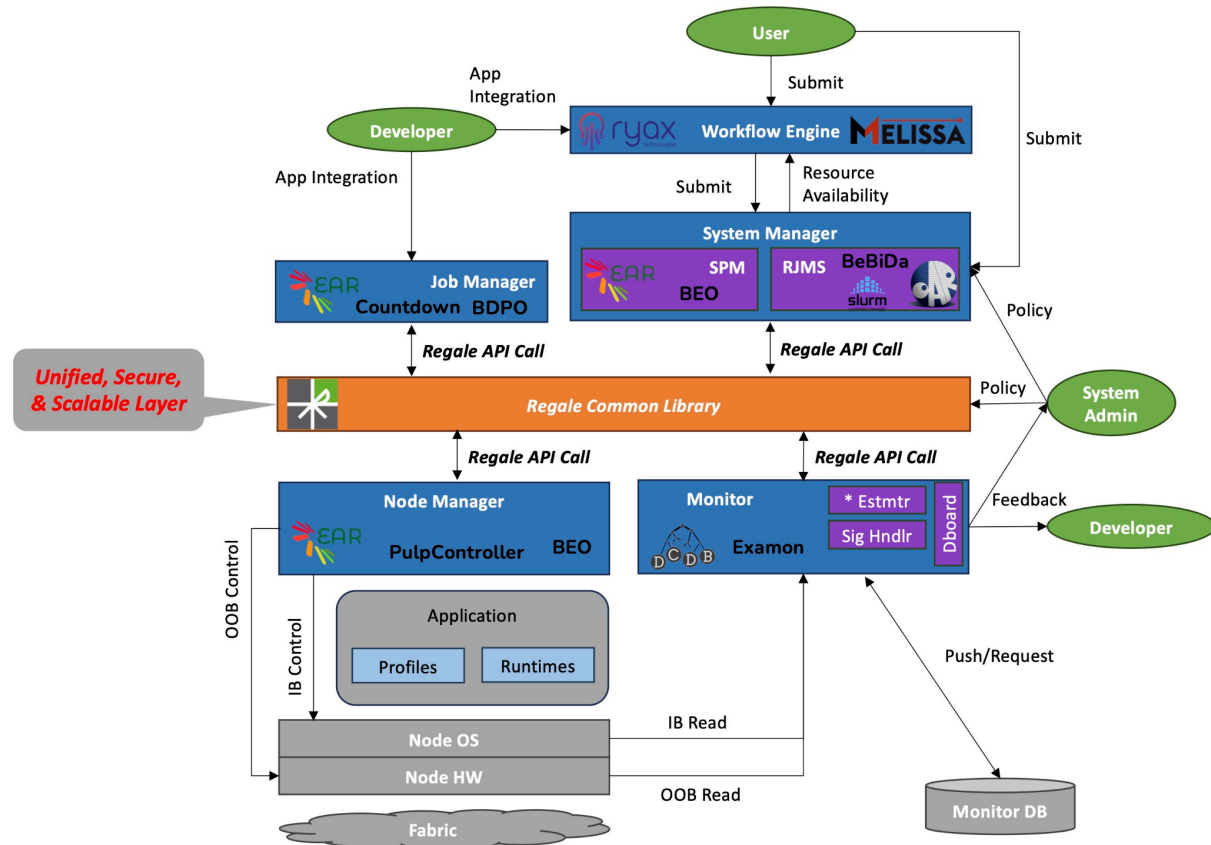 User
App
Integration
Submit
Developer
ryax
technologies
Workflow Engine
MELISSA
Submit
App Integration
Submit
Resource
Availability
System Manager
EAR
SPM
BEO
RJMS
BeBiDa
slurm
workload manager
OAR
EAR
Job Manager
Countdown BDPO
Policy
Regale API Call
Regale API Call
Unified, Secure,
& Scalable Layer
Regale Common Library
Policy
System
Admin
Regale API Call
Regale API Call
Node Manager
EAR
PulpController
BEO
Monitor
* Estmtr
Sig Hndlr
Dboard
D C D B
Examon
Feedback
Developer
OOB Control
IB Control
Application
Profiles
Runtimes
Push/Request
IB Read
Node OS
Node HW
OOB Read
Monitor DB
Fabric